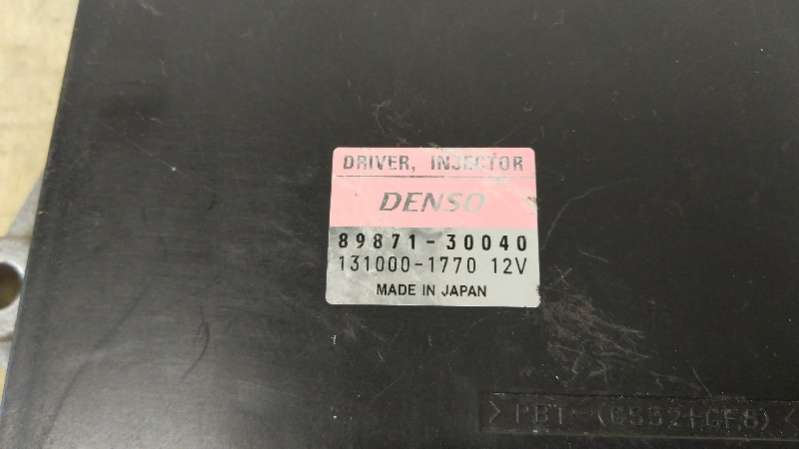 DRIVER, INJECTOR
DENSO
89871-30040
131000-1770 12V
MADE IN JAPAN